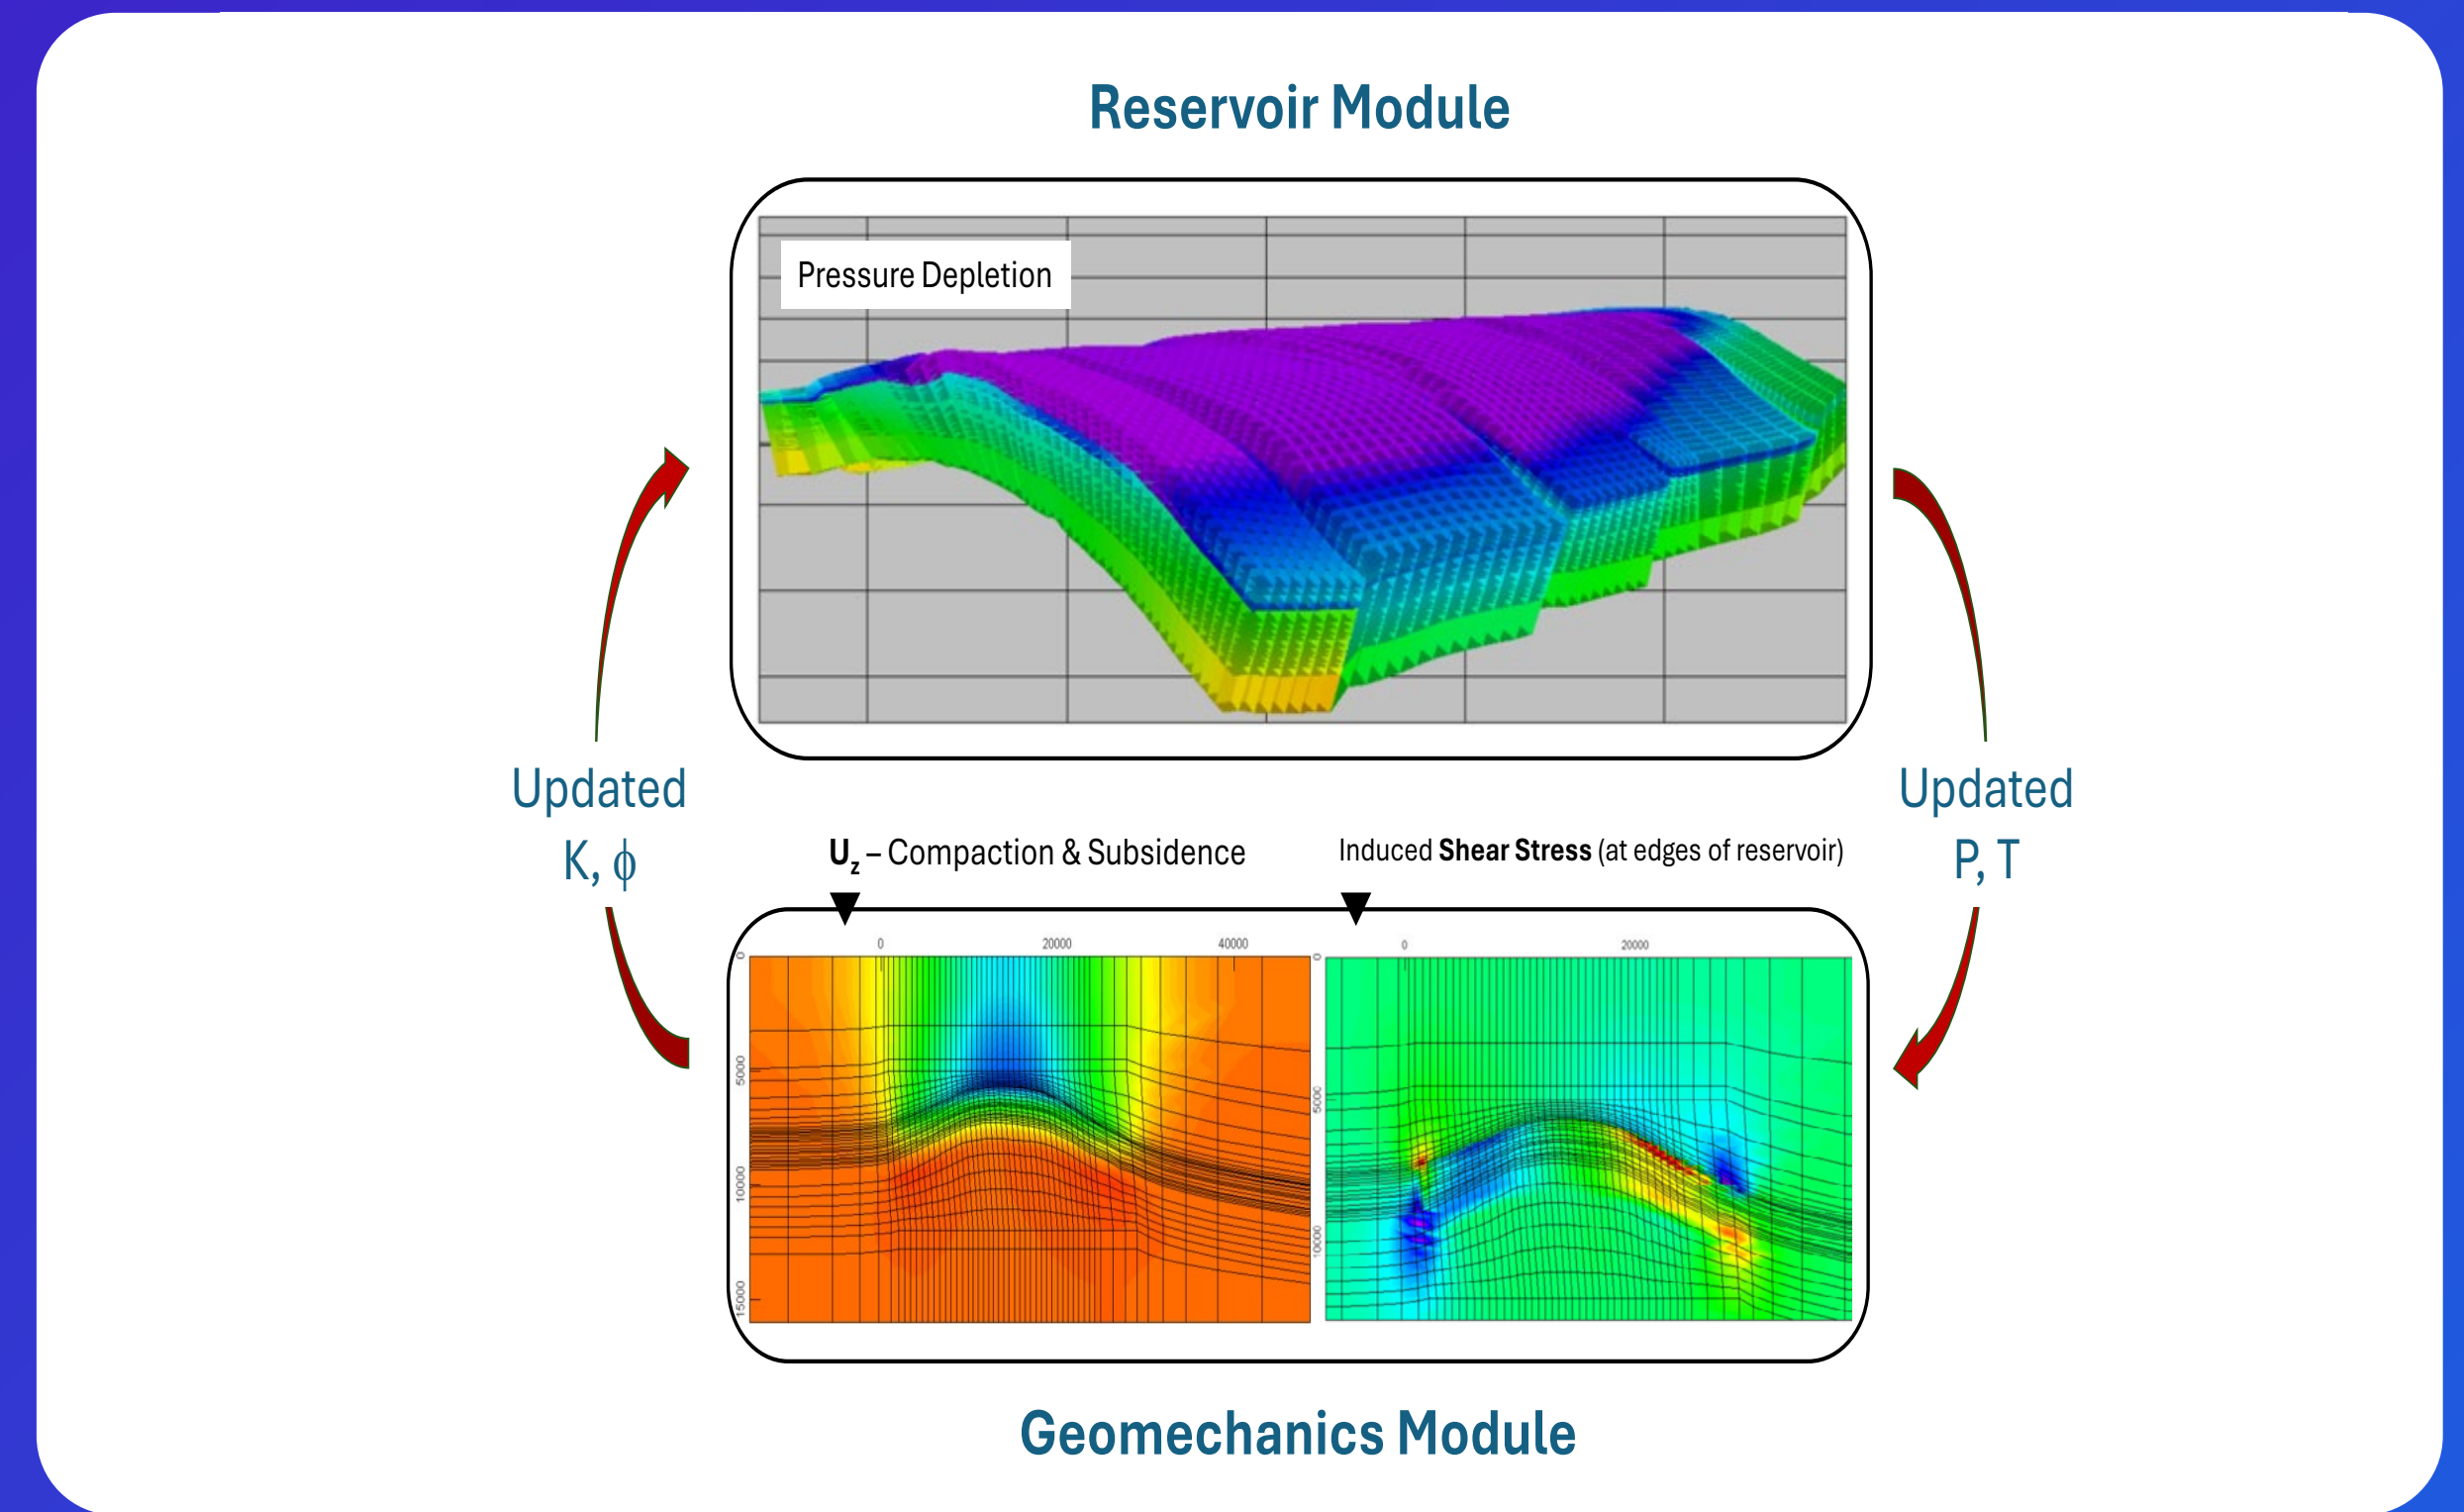 Reservoir Module
Pressure Depletion
Updated
K, ϕ
Updated
P, T
Uz – Compaction & Subsidence
Induced Shear Stress (at edges of reservoir)
0
20000
40000
0
5000
10000
15000
0
20000
0
5000
10000
Geomechanics Module